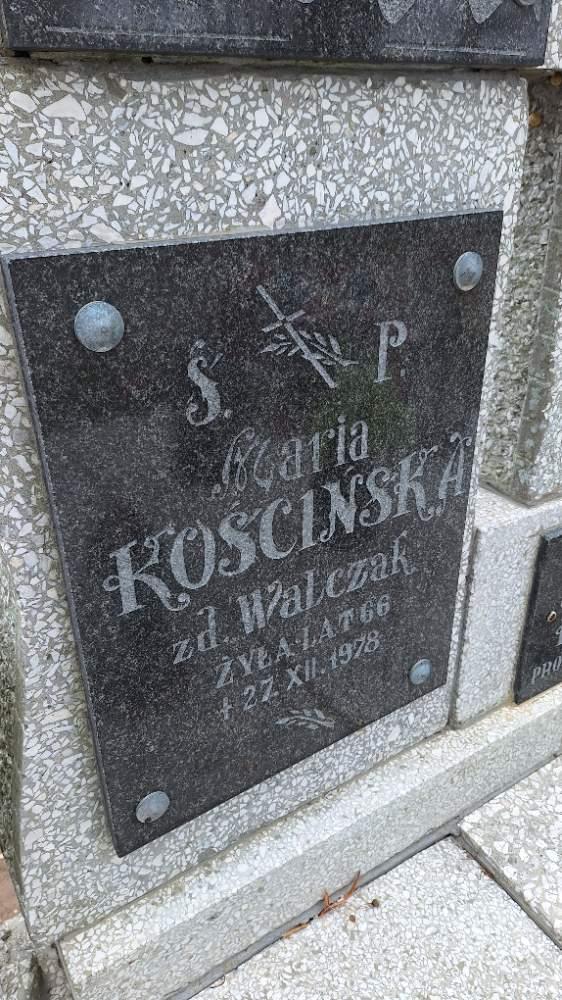 Ś. P.
Maria
KOŚCIŃSKA
zd. Walczak
ŻYŁA LAT 66
+ 27. XII. 1978